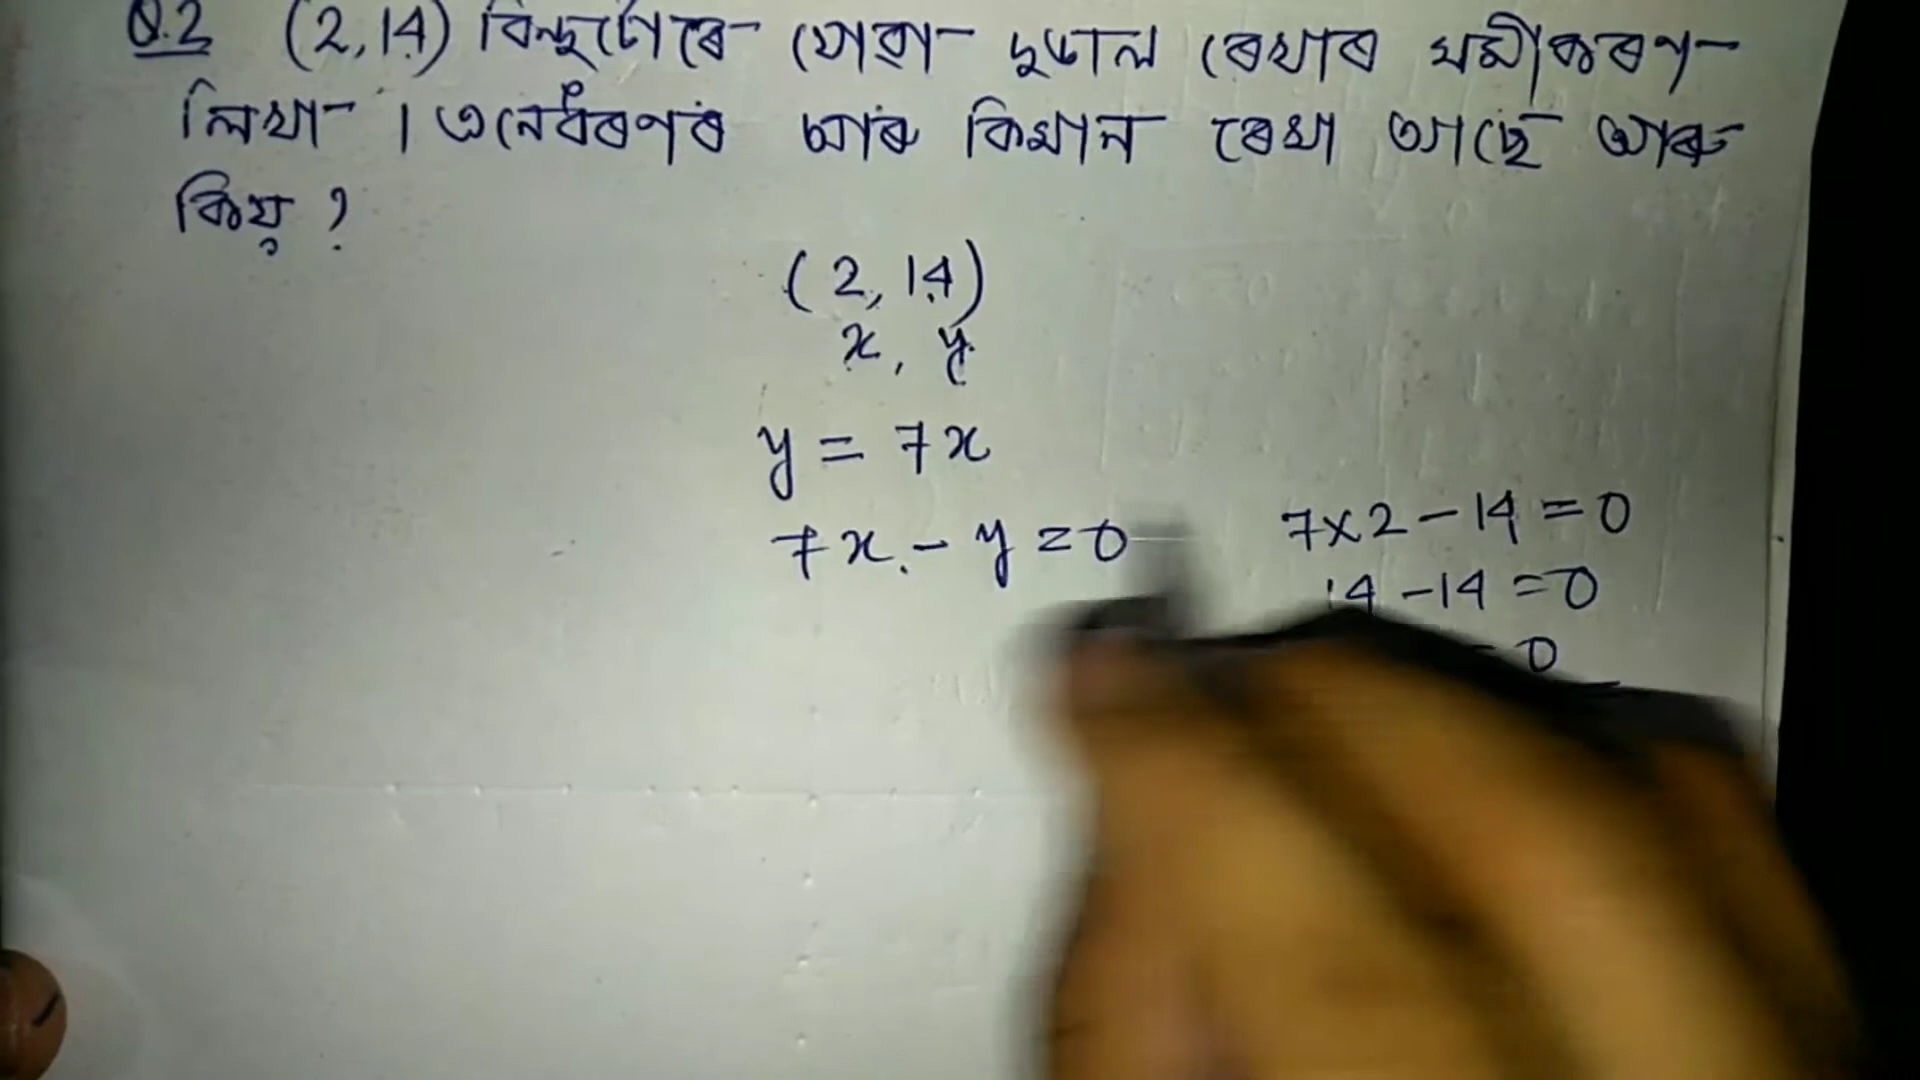 Q.2 (2,14) বিন্দুটোৰে যোৱা দুডাল ৰেখাৰ সমীকৰণ
লিখা । এনেধৰণৰ আৰু কিমান ৰেখা আছে আৰু
কিয় ?
(2, 14)
x, y
y = 7x
7x - y = 0
7x2 - 14 = 0
14 - 14 = 0
= 0